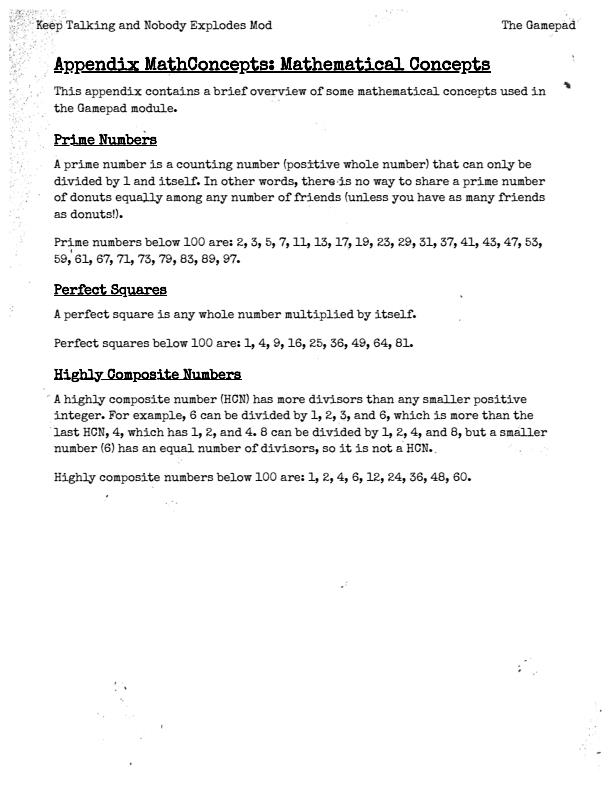 Keep Talking and Nobody Explodes Mod
The Gamepad
Appendix MathConcepts: Mathematical Concepts
This appendix contains a brief overview of some mathematical concepts used in
the Gamepad module.
Prime Numbers
A prime number is a counting number (positive whole number) that can only be
divided by 1 and itself. In other words, there is no way to share a prime number
of donuts equally among any number of friends (unless you have as many friends
as donuts!).
Prime numbers below 100 are: 2, 3, 5, 7, 11, 13, 17, 19, 23, 29, 31, 37, 41, 43, 47, 53,
59, 61, 67, 71, 73, 79, 83, 89, 97.
Perfect Squares
A perfect square is any whole number multiplied by itself.
Perfect squares below 100 are: 1, 4, 9, 16, 25, 36, 49, 64, 81.
Highly Composite Numbers
A highly composite number (HCN) has more divisors than any smaller positive
integer. For example, 6 can be divided by 1, 2, 3, and 6, which is more than the
last HCN, 4, which has 1, 2, and 4. 8 can be divided by 1, 2, 4, and 8, but a smaller
number (6) has an equal number of divisors, so it is not a HCN.
Highly composite numbers below 100 are: 1, 2, 4, 6, 12, 24, 36, 48, 60.